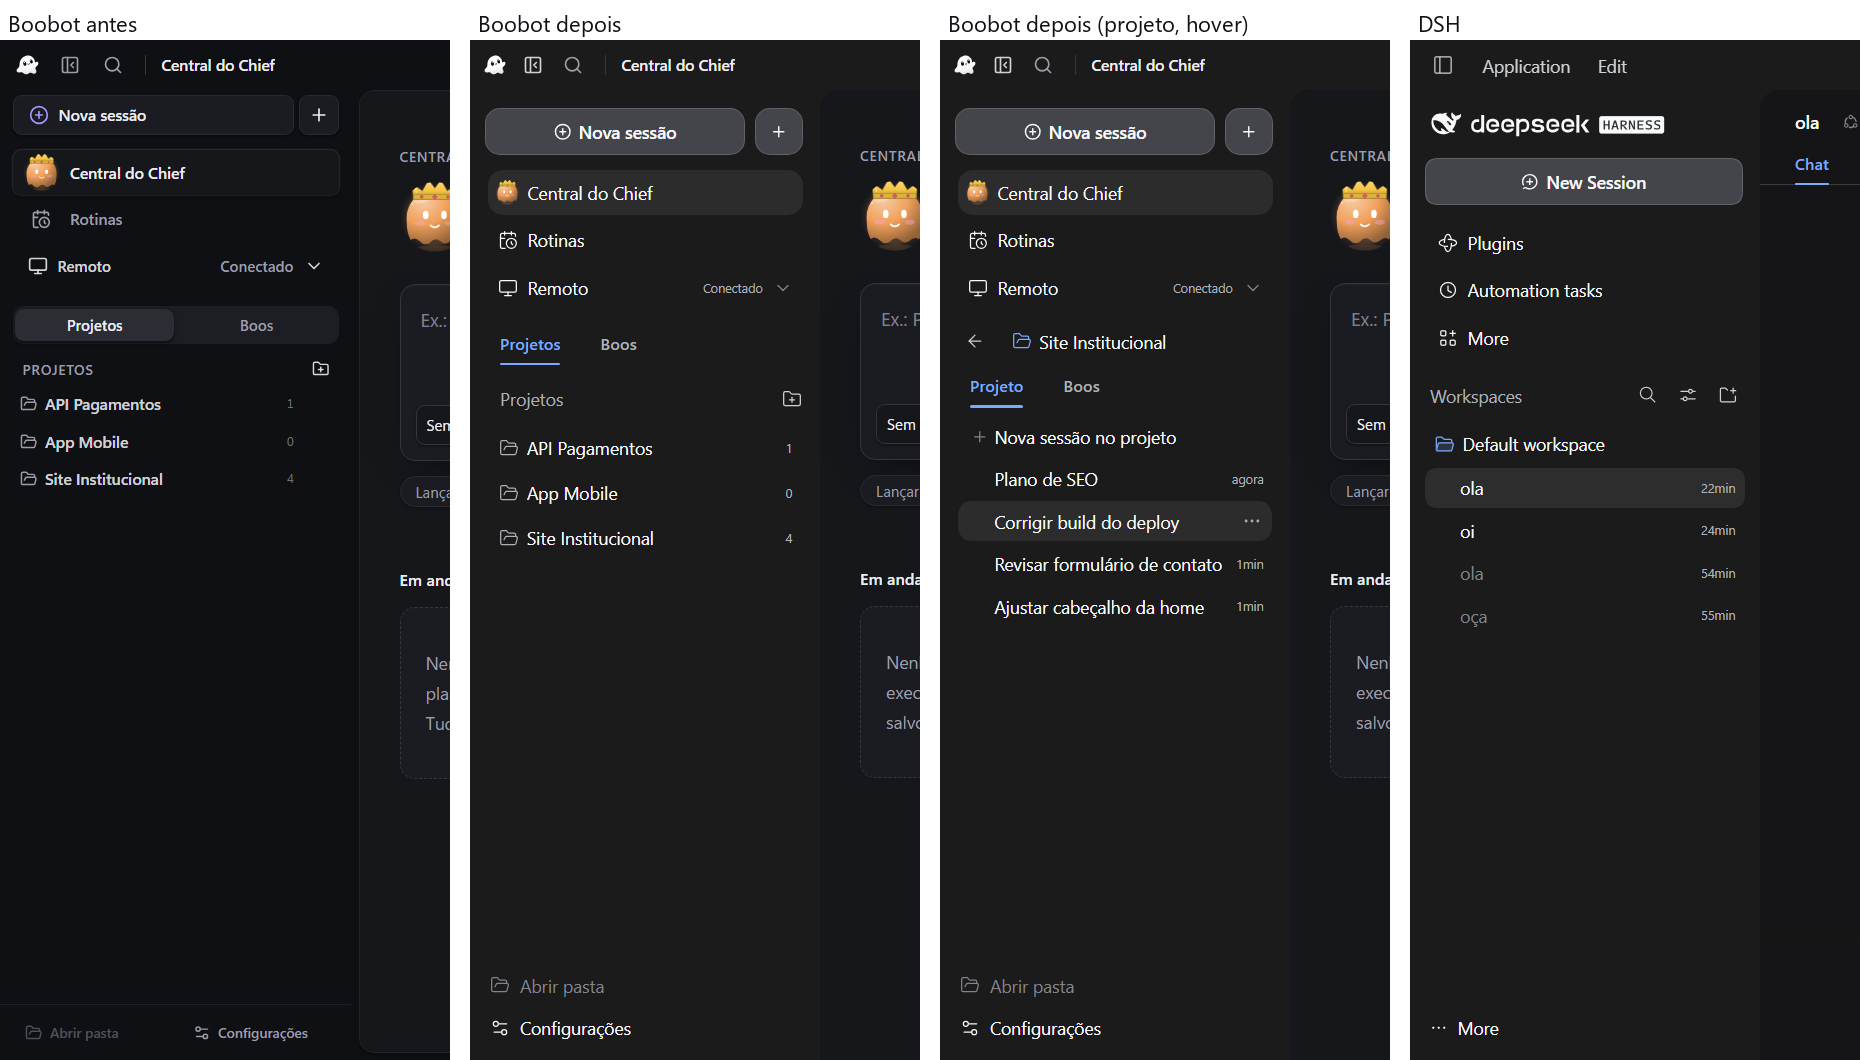 Boobot antes
Central do Chief
Nova sessão
Central do Chief
Rotinas
Remoto Conectado
Projetos Boos
PROJETOS
API Pagamentos 1
App Mobile 0
Site Institucional 4
Abrir pasta Configurações
CENTRA
Ex.:
Sem
Lança
Em and
Ner
pla
Tud
Boobot depois
Central do Chief
Nova sessão
Central do Chief
Rotinas
Remoto Conectado
Projetos Boos
Projetos
API Pagamentos 1
App Mobile 0
Site Institucional 4
Abrir pasta
Configurações
CENTRAL
Ex.: P
Sem
Lançar
Em anda
Nen
exec
salvo
Boobot depois (projeto, hover)
Central do Chief
Nova sessão
Central do Chief
Rotinas
Remoto Conectado
Site Institucional
Projeto Boos
Nova sessão no projeto
Plano de SEO agora
Corrigir build do deploy
Revisar formulário de contato 1min
Ajustar cabeçalho da home 1min
Abrir pasta
Configurações
CENTRAL
Ex.: P
Sem
Lançar
Em anda
Nen
exec
salvo
DSH
Application Edit
deepseek HARNESS
New Session
Plugins
Automation tasks
More
Workspaces
Default workspace
ola 22min
oi 24min
ola 54min
oça 55min
More
ola
Chat